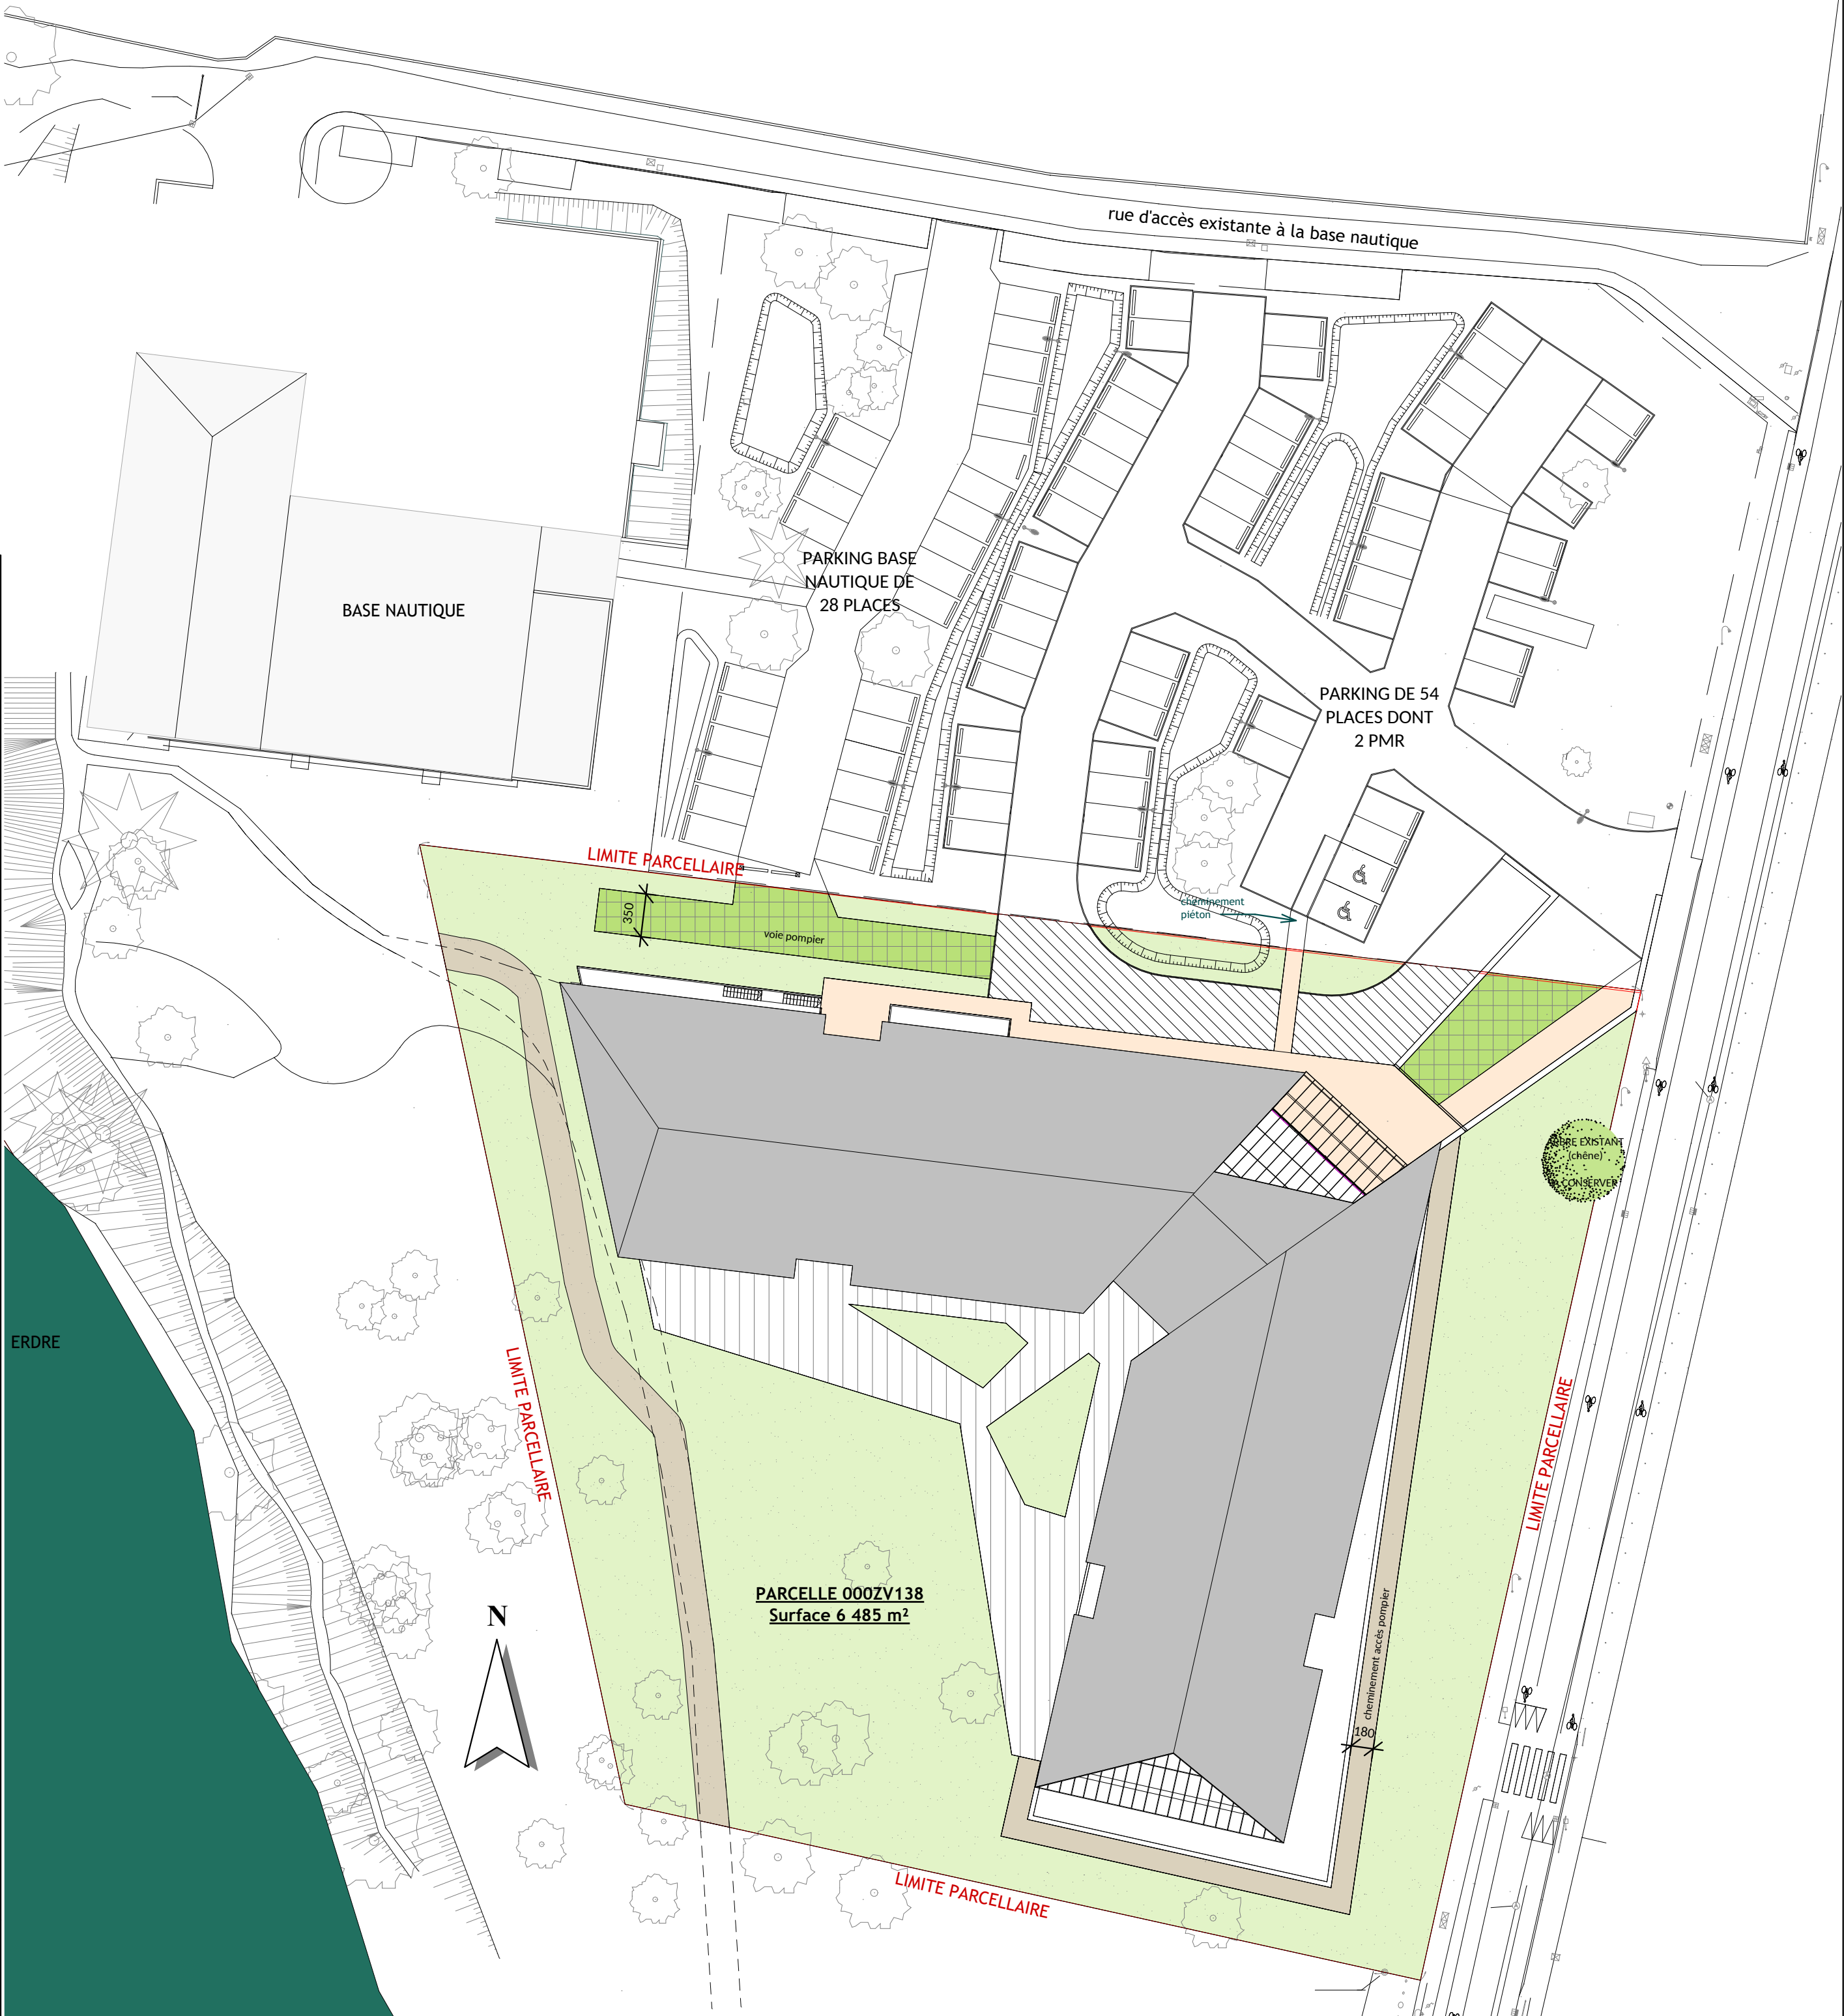 rue d'accès existante à la base nautique
PARKING BASE
NAUTIQUE DE
28 PLACES
BASE NAUTIQUE
PARKING DE 54
PLACES DONT
2 PMR
LIMITE PARCELLAIRE
350
voie pompier
cheminement
piéton
ARBRE EXISTANT
(chêne)
A CONSERVER
ERDRE
LIMITE PARCELLAIRE
LIMITE PARCELLAIRE
PARCELLE 000ZV138
Surface 6 485 m²
N
cheminement accès pompier
180
LIMITE PARCELLAIRE